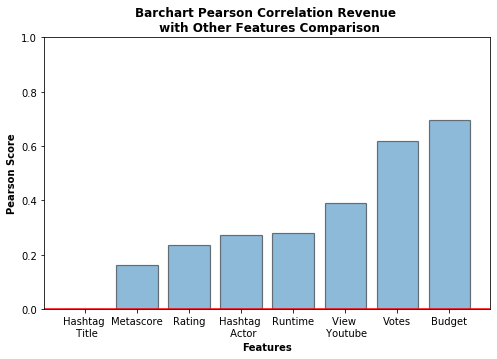 Barchart Pearson Correlation Revenue
with Other Features Comparison
Pearson Score
1.0
0.8
0.6
0.4
0.2
0.0
Hashtag Title
Metascore
Rating
Hashtag Actor
Runtime
View Youtube
Votes
Budget
Features